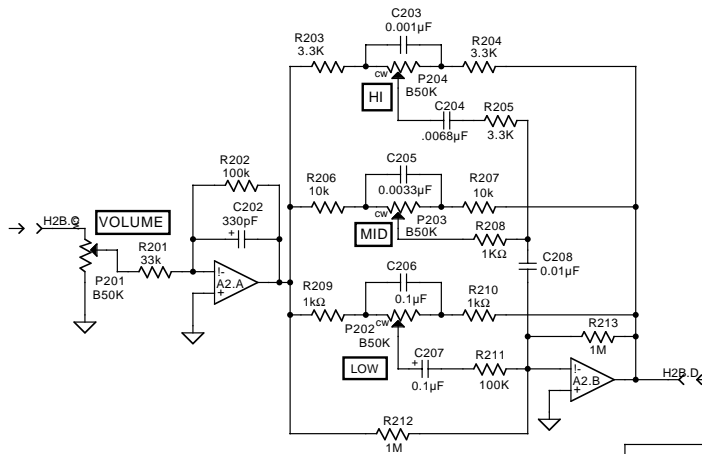 C203
0.001µF
R203
3.3K
R204
3.3K
cw
P204
B50K
HI
C204
.0068µF
R205
3.3K
R202
100k
C202
330pF
+
H2B.C
VOLUME
R201
33k
P201
B50K
!-
A2.A
+
C205
0.0033µF
R206
10k
R207
10k
cw
P203
B50K
MID
R208
1KΩ
C208
0.01µF
C206
0.1µF
R209
1kΩ
R210
1kΩ
P202
cw
B50K
LOW
C207
+
0.1µF
R211
100K
R213
1M
!-
A2.B
+
H2B.D
R212
1M